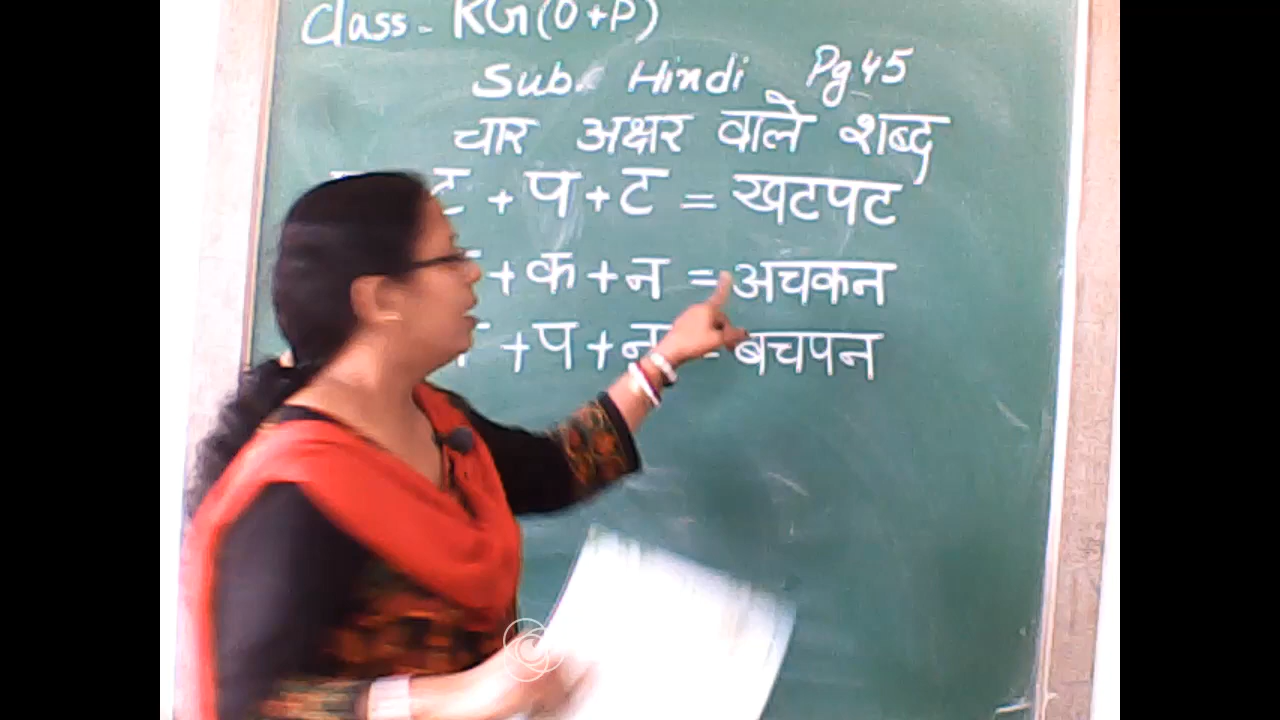 Class - KG(O+P)
Sub. Hindi Pg 45
चार अक्षर वाले शब्द
ट + प + ट = खटपट
+ क + न = अचकन
+ प + न = बचपन